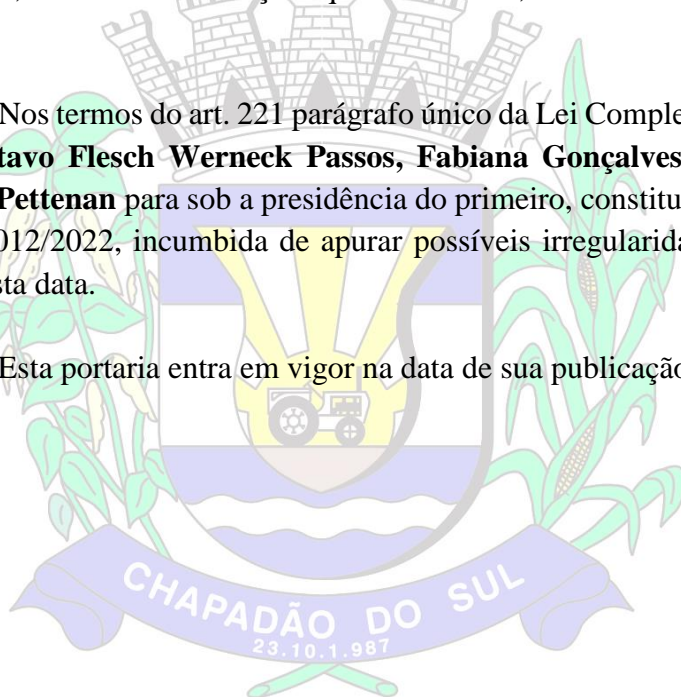 Nos termos do art. 221 parágrafo único da Lei Comple
tavo Flesch Werneck Passos, Fabiana Gonçalves
Pettenan para sob a presidência do primeiro, constitu
012/2022, incumbida de apurar possíveis irregularida
sta data.
Esta portaria entra em vigor na data de sua publicação
CHAPADÃO DO SUL
23.10.1.987